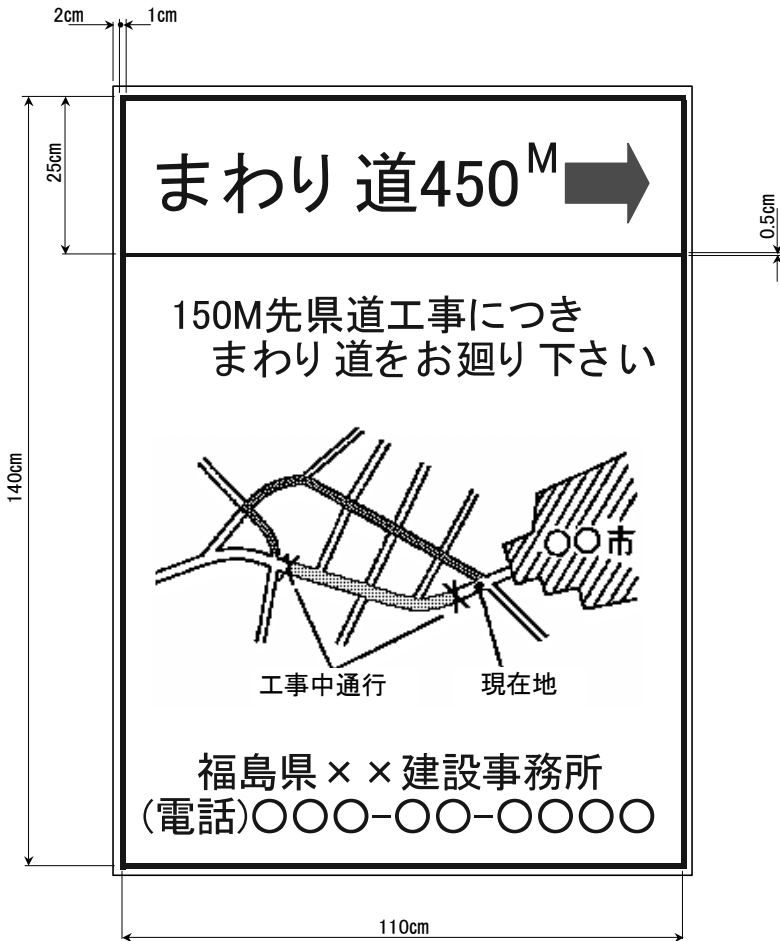 2cm
1cm
25cm
まわり道450M
0.5cm
150M先県道工事につき
まわり道をお廻り下さい
140cm
○○市
工事中通行
現在地
福島県××建設事務所
(電話)○○○-○○-○○○○
110cm